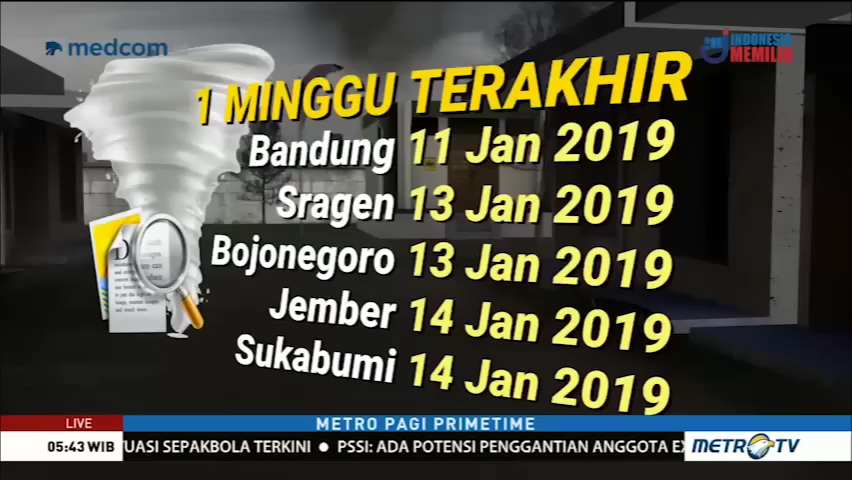 medcom
INDONESIA
MEMILIH
1 MINGGU TERAKHIR
Bandung 11 Jan 2019
Sragen 13 Jan 2019
Bojonegoro 13 Jan 2019
Jember 14 Jan 2019
Sukabumi 14 Jan 2019
LIVE
METRO PAGI PRIMETIME
05:43 WIB
UASI SEPAKBOLA TERKINI ● PSSI: ADA POTENSI PENGGANTIAN ANGGOTA EX
METRO TV